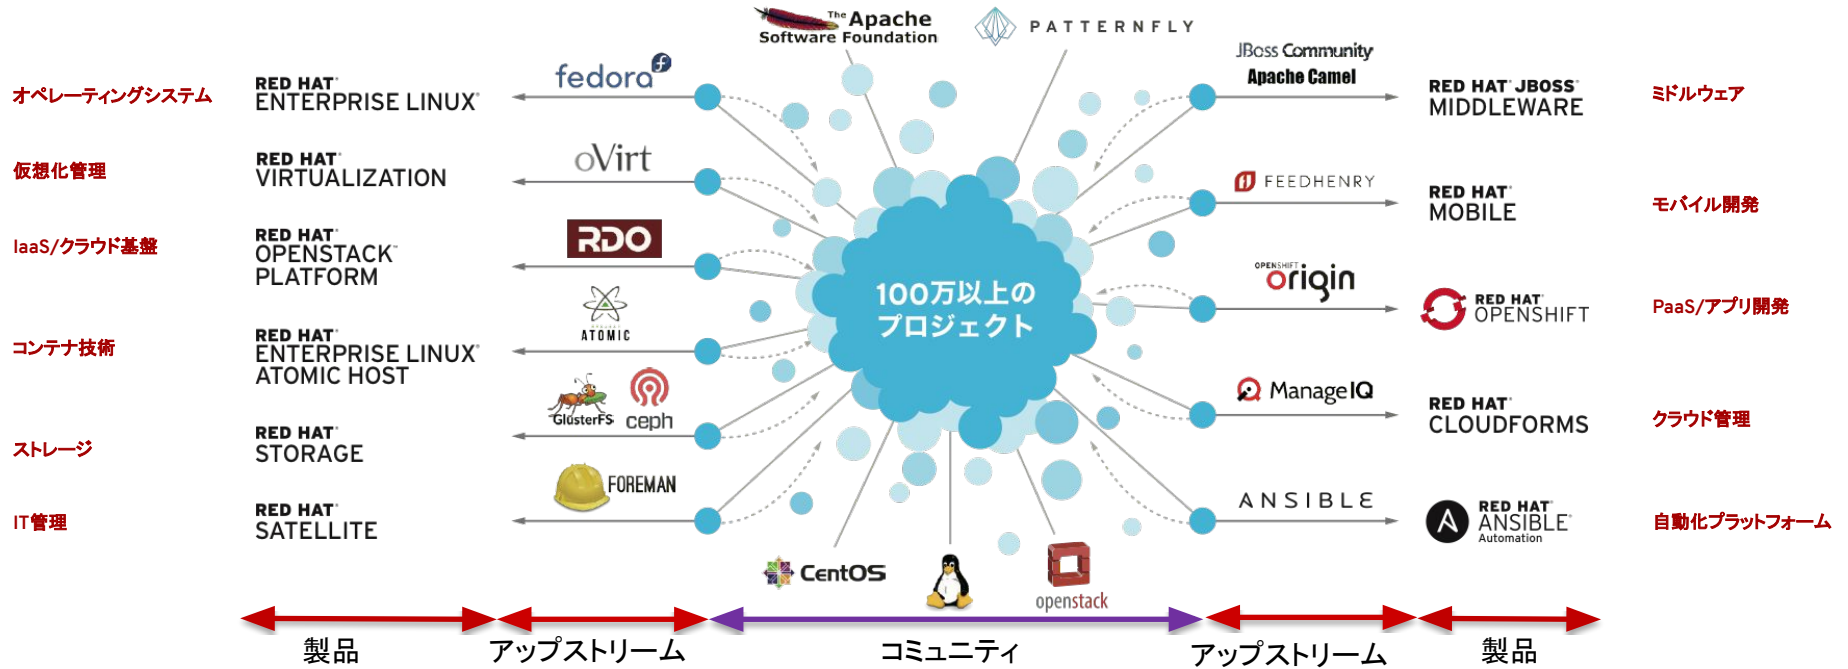 The Apache
Software Foundation
PATTERNFLY
オペレーティングシステム
RED HAT®
ENTERPRISE LINUX®
fedora
JBoss Community
Apache Camel
RED HAT® JBOSS®
MIDDLEWARE
ミドルウェア
仮想化管理
RED HAT®
VIRTUALIZATION
oVirt
FEEDHENRY
RED HAT®
MOBILE
モバイル開発
IaaS/クラウド基盤
RED HAT®
OPENSTACK™
PLATFORM
RDO
100万以上の
プロジェクト
OPENSHIFT
origin
RED HAT®
OPENSHIFT
PaaS/アプリ開発
コンテナ技術
RED HAT®
ENTERPRISE LINUX®
ATOMIC HOST
PROJECT
ATOMIC
ManageIQ
RED HAT®
CLOUDFORMS
クラウド管理
ストレージ
RED HAT®
STORAGE
GlusterFS
ceph
IT管理
RED HAT®
SATELLITE
FOREMAN
ANSIBLE
A
RED HAT®
ANSIBLE®
Automation
自動化プラットフォーム
CentOS
openstack
製品
アップストリーム
コミュニティ
アップストリーム
製品